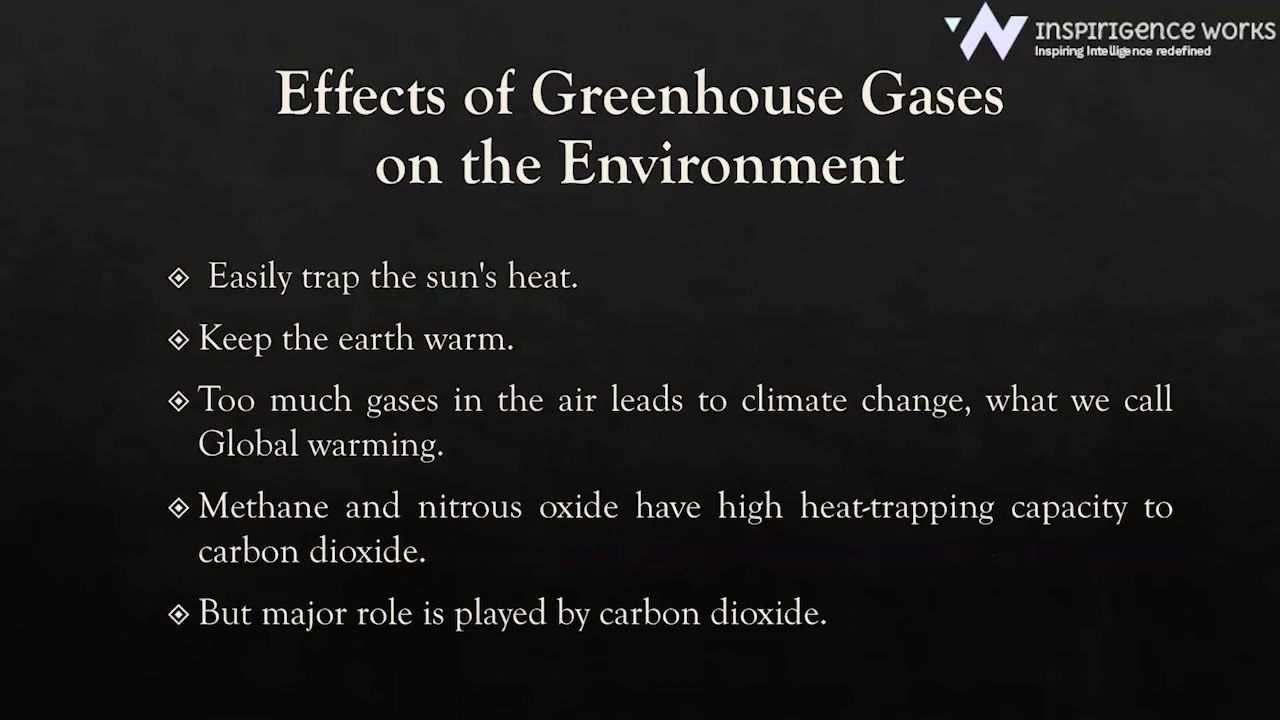 INSPIRIGENCE WORKS
Inspiring Intelligence redefined
Effects of Greenhouse Gases
on the Environment
Easily trap the sun's heat.
Keep the earth warm.
Too much gases in the air leads to climate change, what we call
Global warming.
Methane and nitrous oxide have high heat-trapping capacity to
carbon dioxide.
But major role is played by carbon dioxide.